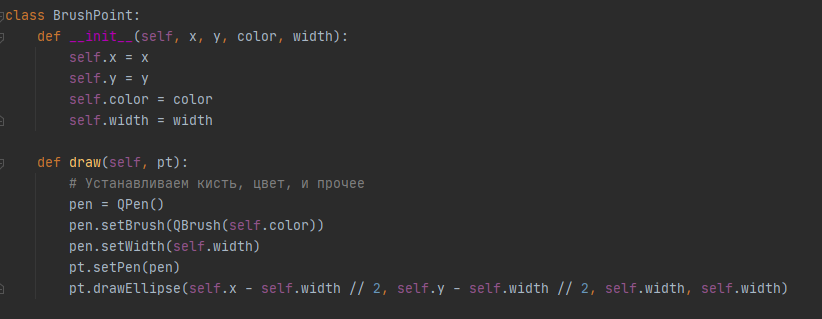 class BrushPoint:
    def __init__(self, x, y, color, width):
        self.x = x
        self.y = y
        self.color = color
        self.width = width

    def draw(self, pt):
        # Устанавливаем кисть, цвет, и прочее
        pen = QPen()
        pen.setBrush(QBrush(self.color))
        pen.setWidth(self.width)
        pt.setPen(pen)
        pt.drawEllipse(self.x - self.width // 2, self.y - self.width // 2, self.width, self.width)